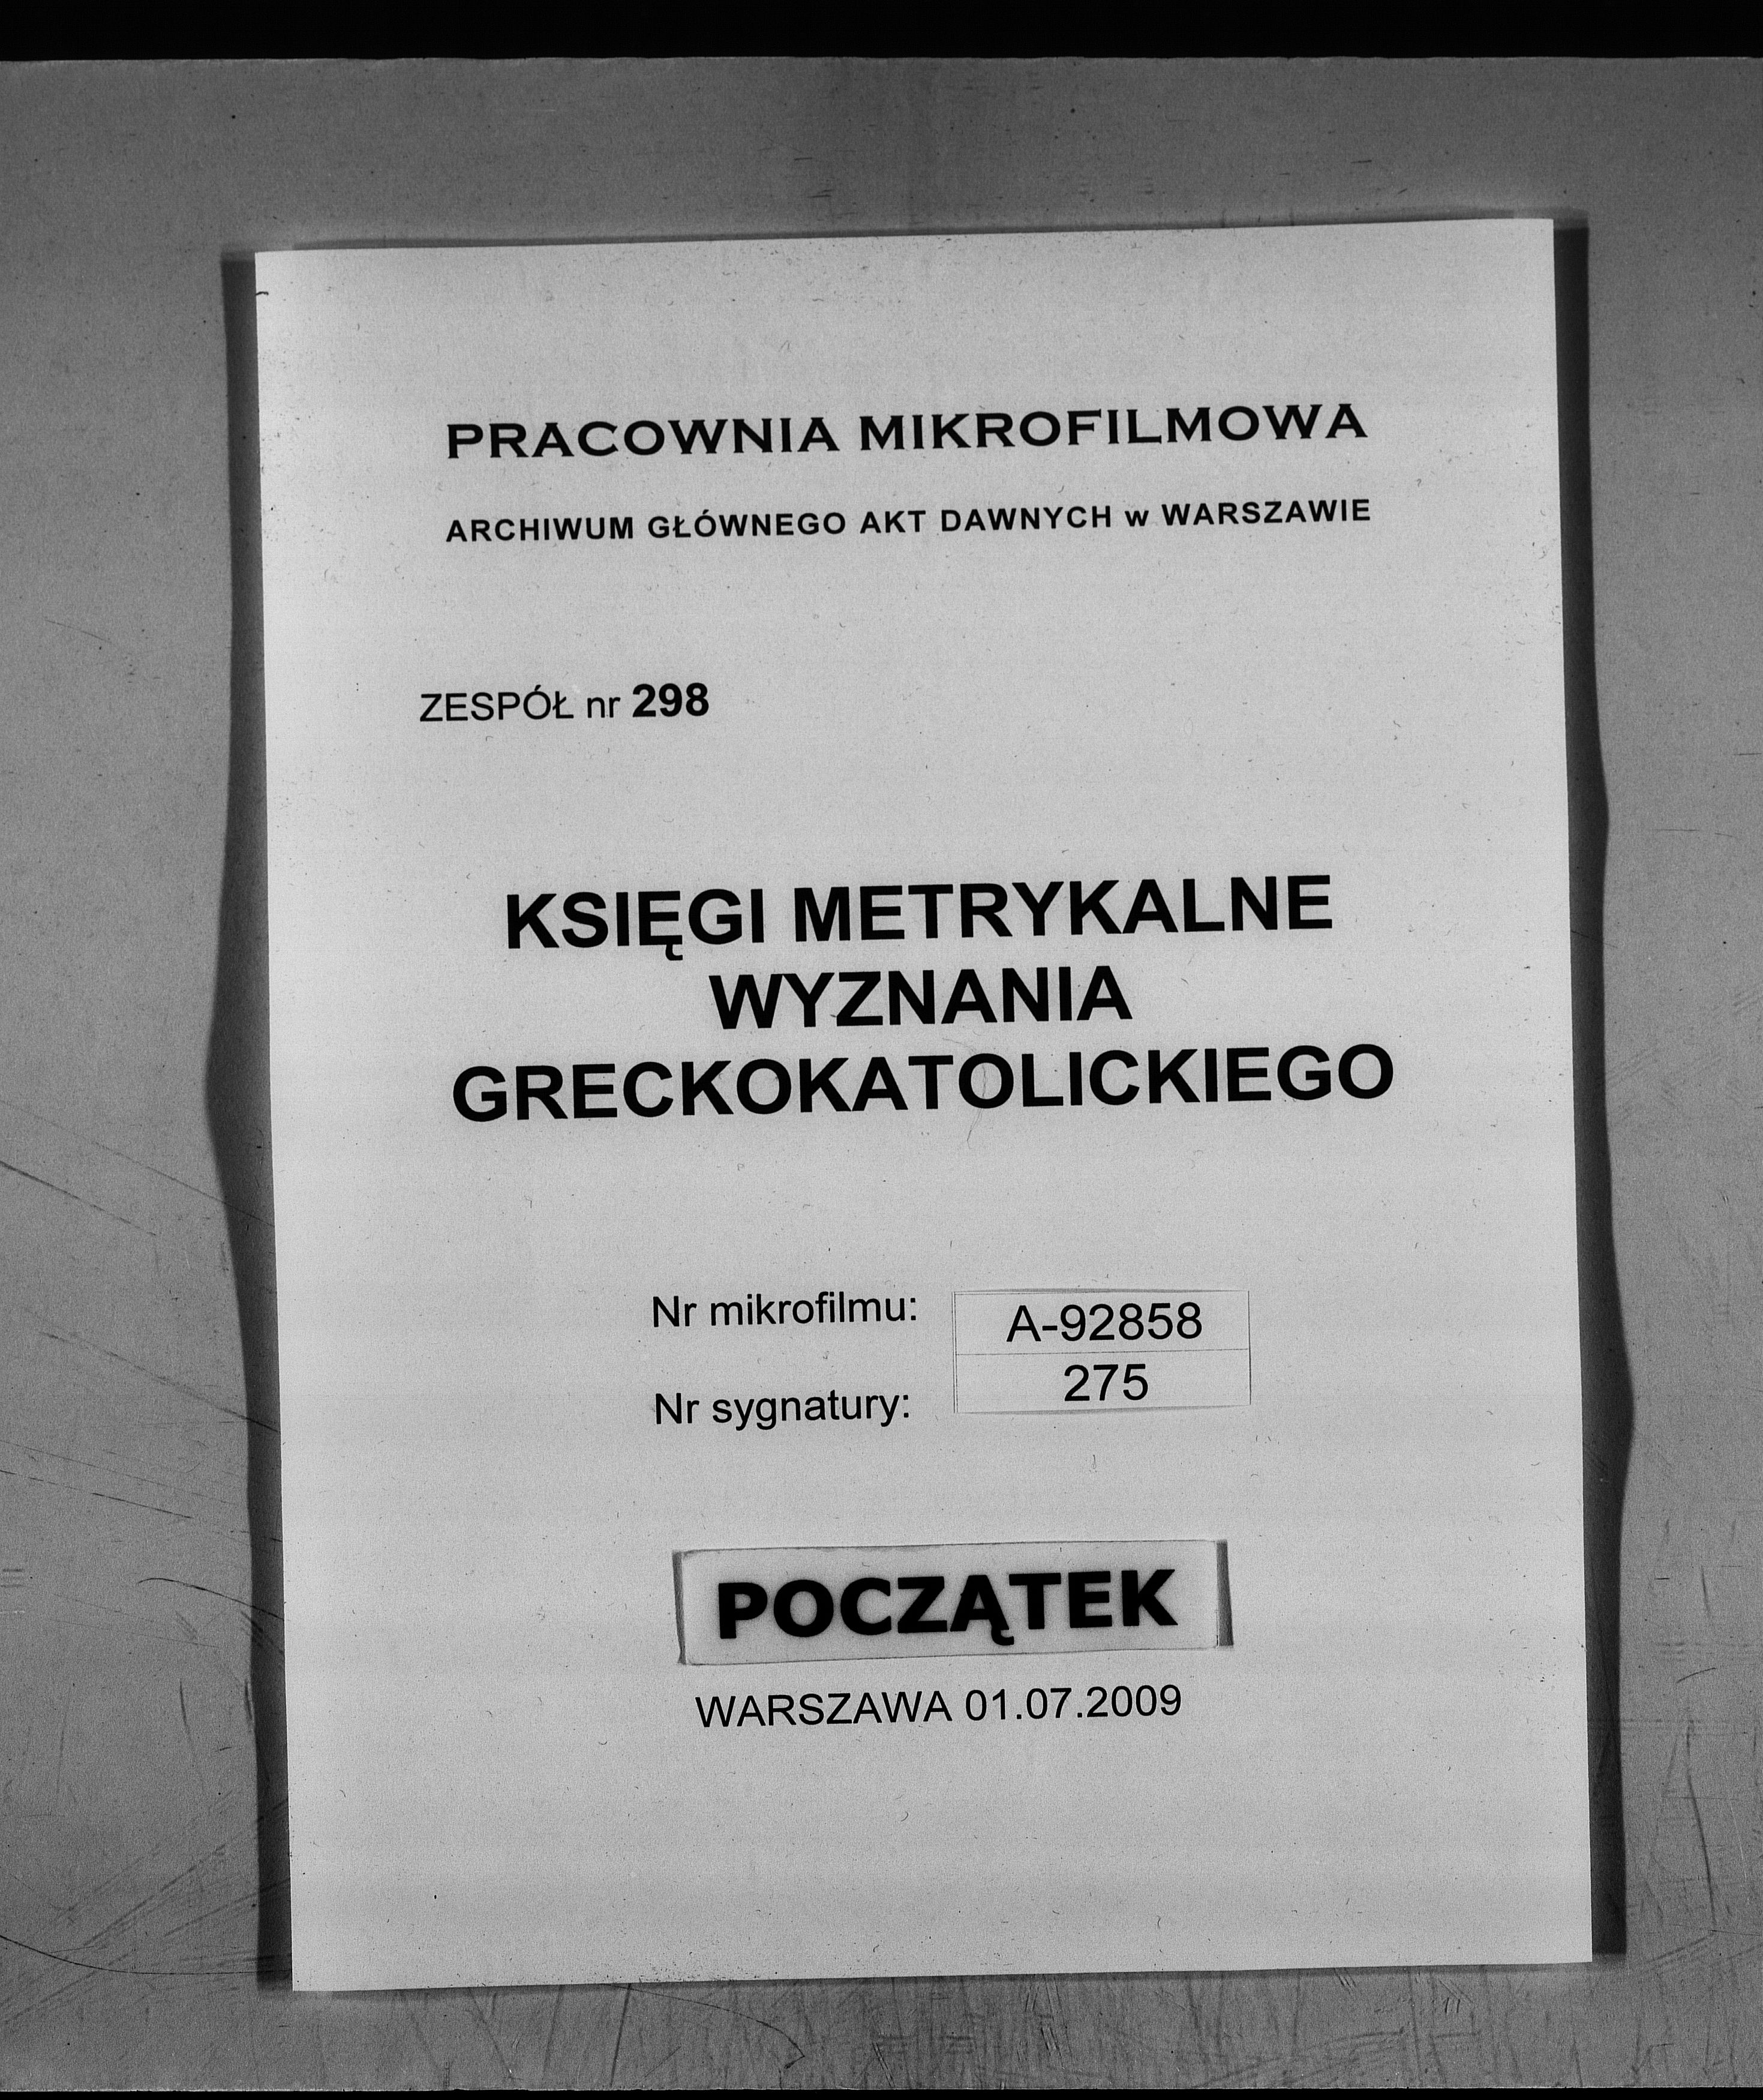 PRACOWNIA MIKROFILMOWA
ARCHIWUM GŁÓWNEGO AKT DAWNYCH w WARSZAWIE
ZESPÓŁ nr 298
KSIĘGI METRYKALNE
WYZNANIA
GRECKOKATOLICKIEGO
Nr mikrofilmu: A-92858
Nr sygnatury: 275
POCZĄTEK
WARSZAWA 01.07.2009